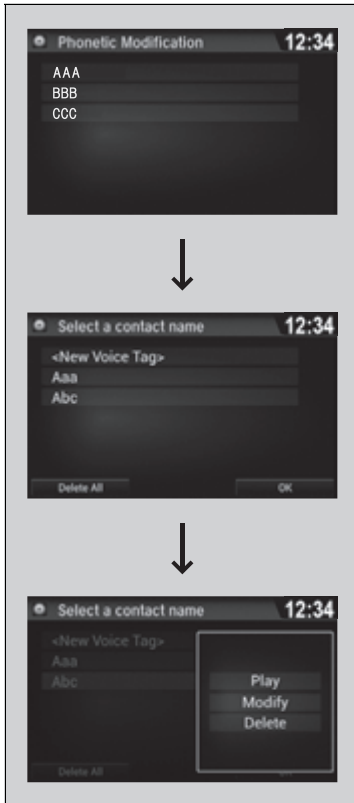 Phonetic Modification 12:34
AAA
BBB
CCC
Select a contact name 12:34
<New Voice Tag>
Aaa
Abc
Delete All OK
Select a contact name 12:34
<New Voice Tag>
Aaa
Abc
Play
Modify
Delete
Delete All